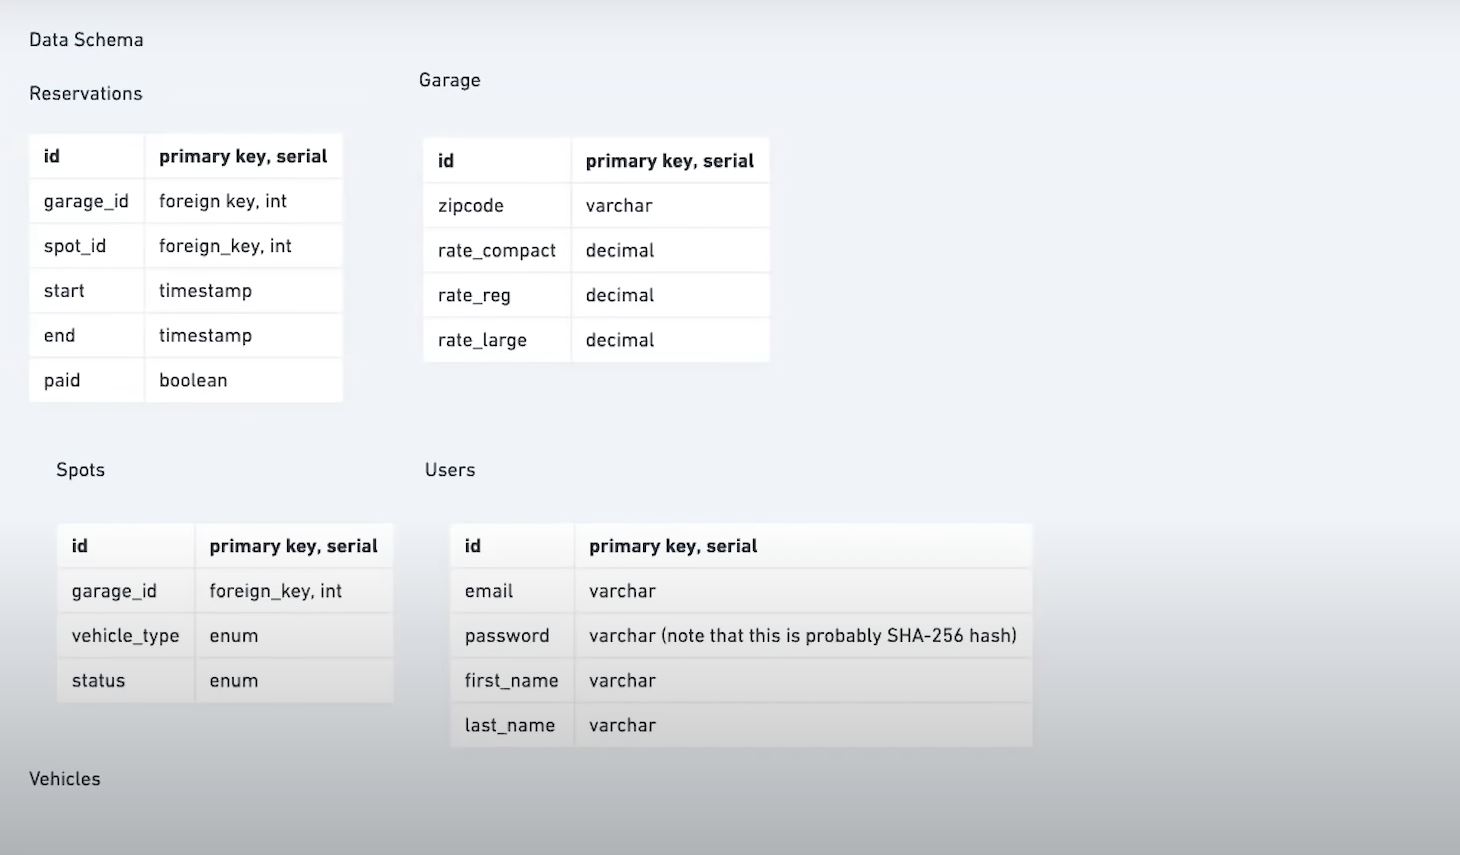 Data Schema
Reservations
id primary key, serial
garage_id foreign key, int
spot_id foreign_key, int
start timestamp
end timestamp
paid boolean
Garage
id primary key, serial
zipcode varchar
rate_compact decimal
rate_reg decimal
rate_large decimal
Spots
id primary key, serial
garage_id foreign_key, int
vehicle_type enum
status enum
Users
id primary key, serial
email varchar
password varchar (note that this is probably SHA-256 hash)
first_name varchar
last_name varchar
Vehicles